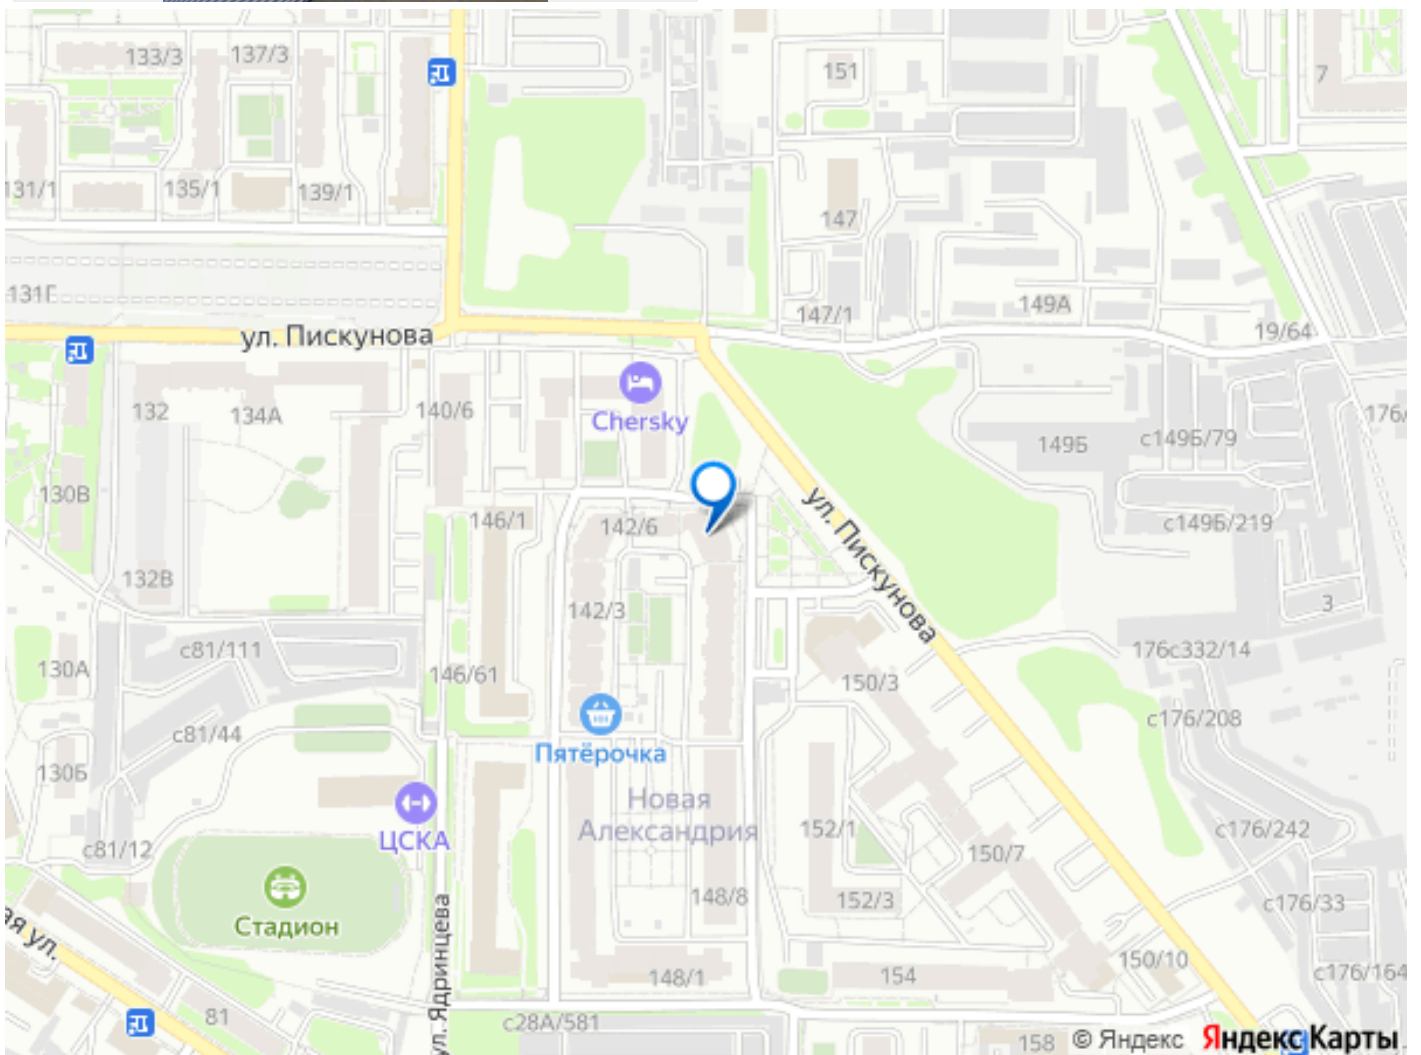 133/3
137/3
151
7
131/1
135/1
139/1
147
131Г
149А
147/1
19/64
ул. Пискунова
132
134А
140/6
Chersky
149Б
с149Б/79
176/
130В
146/1
142/6
ул. Пискунова
с149Б/219
132В
142/3
3
с81/111
130А
146/61
150/3
176с332/14
с81/44
с176/208
130Б
Пятёрочка
Новая
Александрия
ЦСКА
152/1
с176/242
с81/12
150/7
148/8
152/3
с176/33
Стадион
ая ул.
ул. Ядринцева
148/1
154
150/10
с176/164
81
с28А/581
158
© Яндекс
Яндекс Карты